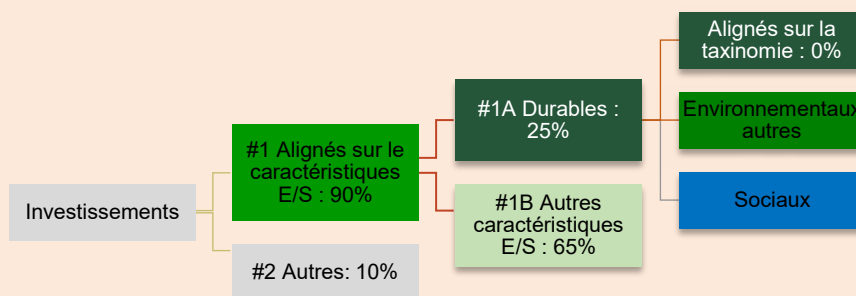 Investissements
#1 Alignés sur le
caractéristiques
E/S : 90%
#2 Autres: 10%
#1A Durables :
25%
#1B Autres
caractéristiques
E/S : 65%
Alignés sur la
taxinomie : 0%
Environnementaux
autres
Sociaux